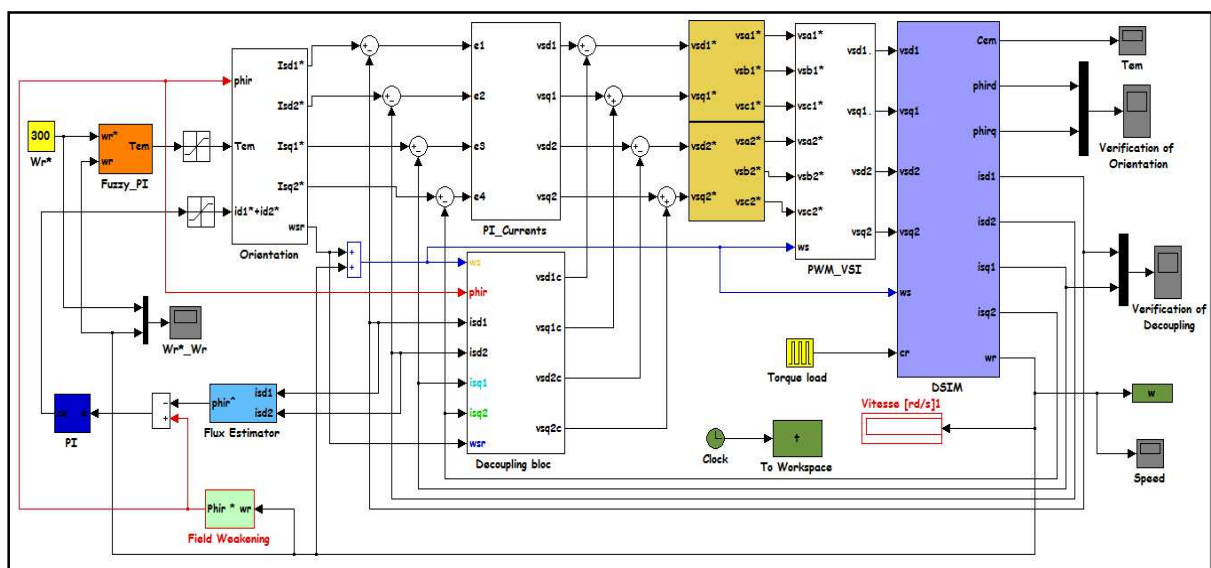 300
Wr*
wr*
wr
Tem
Fuzzy_PI
phir
Tem
id1*+id2*
Isd1*
Isd2*
Isq1*
Isq2*
wsr
Orientation
e1
e2
e3
e4
vsd1
vsq1
vsd2
vsq2
PI_Currents
vsd1*
vsq1*
vsa1*
vsb1*
vsc1*
vsd2*
vsq2*
vsa2*
vsb2*
vsc2*
vsa1*
vsb1*
vsc1*
vsa2*
vsb2*
vsc2*
ws
vsd1.
vsq1.
vsd2
vsq2
PWM_VSI
vsd1
vsq1
vsd2
vsq2
ws
cr
Cem
phird
phirq
isd1
isd2
isq1
isq2
wr
DSIM
Tem
Verification of
Orientation
Verification of
Decoupling
w
Speed
Torque load
Vitesse [rd/s]1
Clock
t
To Workspace
ws
phir
isd1
isd2
isq1
isq2
wsr
vsd1c
vsq1c
vsd2c
vsq2c
Decoupling bloc
Wr*_Wr
PI
phir^
isd1
isd2
Flux Estimator
Phir * wr
Field Weakening